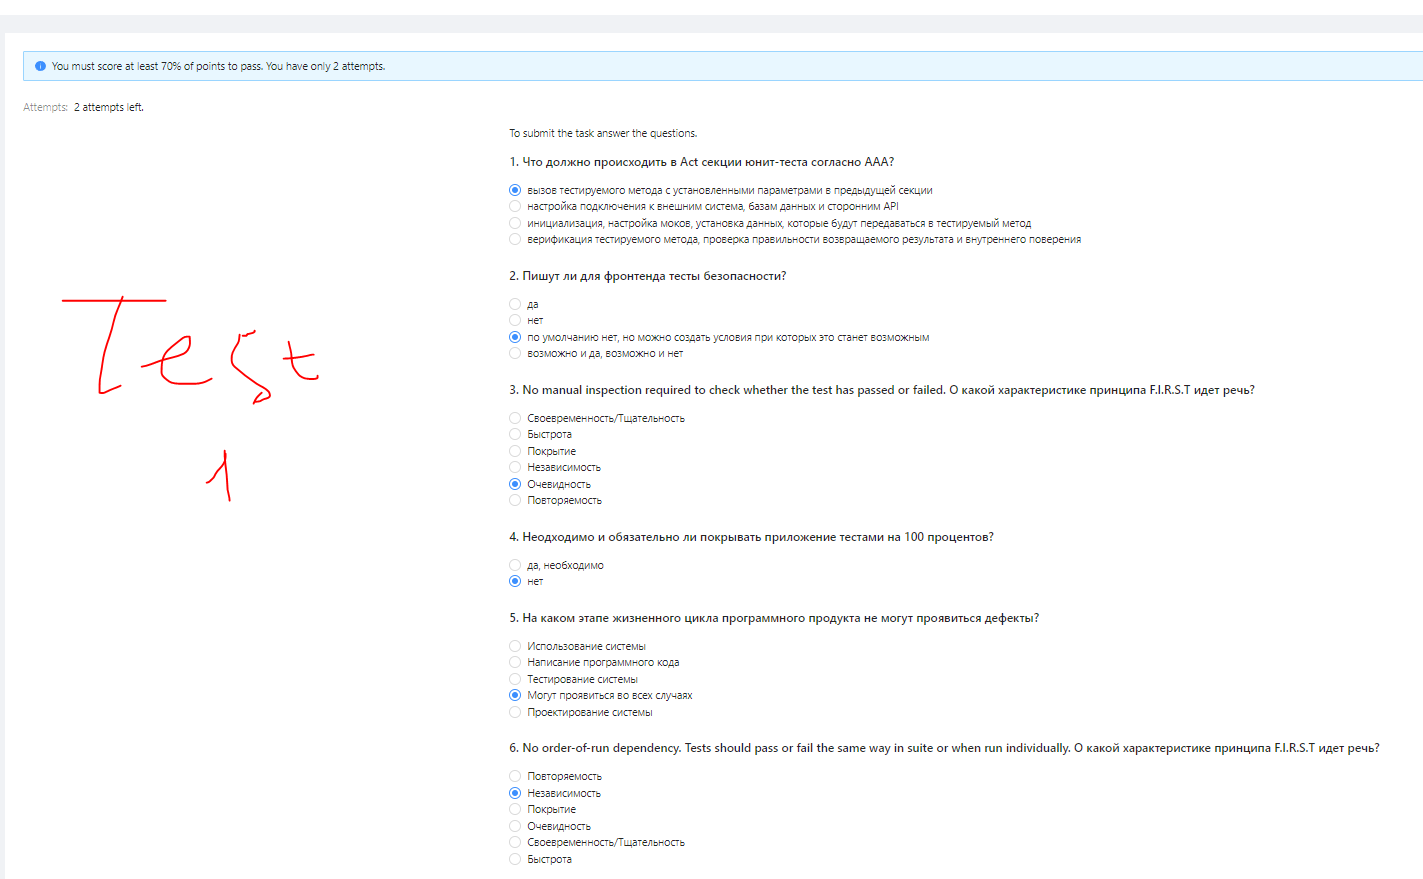 You must score at least 70% of points to pass. You have only 2 attempts.
Attempts: 2 attempts left.
To submit the task answer the questions.
1. Что должно происходить в Act секции юнит-теста согласно AAA?
вызов тестируемого метода с установленными параметрами в предыдущей секции
настройка подключения к внешним система, базам данных и сторонним API
инициализация, настройка моков, установка данных, которые будут передаваться в тестируемый метод
верификация тестируемого метода, проверка правильности возвращаемого результата и внутреннего поверения
2. Пишут ли для фронтенда тесты безопасности?
да
нет
по умолчанию нет, но можно создать условия при которых это станет возможным
возможно и да, возможно и нет
3. No manual inspection required to check whether the test has passed or failed. О какой характеристике принципа F.I.R.S.T идет речь?
Своевременность/Тщательность
Быстрота
Покрытие
Независимость
Очевидность
Повторяемость
4. Неодходимо и обязательно ли покрывать приложение тестами на 100 процентов?
да, необходимо
нет
5. На каком этапе жизненного цикла программного продукта не могут проявиться дефекты?
Использование системы
Написание программного кода
Тестирование системы
Могут проявиться во всех случаях
Проектирование системы
6. No order-of-run dependency. Tests should pass or fail the same way in suite or when run individually. О какой характеристике принципа F.I.R.S.T идет речь?
Повторяемость
Независимость
Покрытие
Очевидность
Своевременность/Тщательность
Быстрота
Test
1